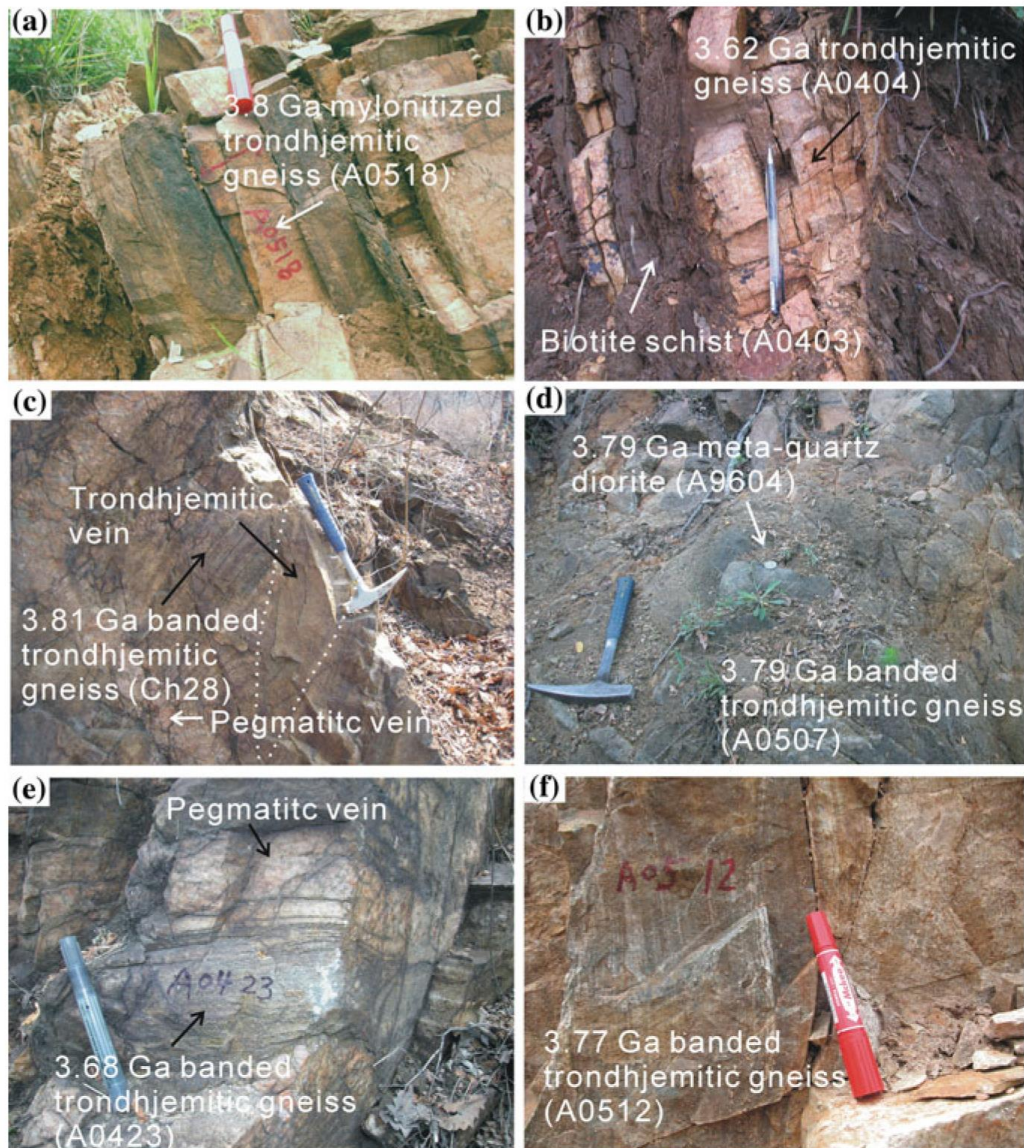 (a)
3.8 Ga mylonitized
trondhjemitic
gneiss (A0518)
A0518
(b)
3.62 Ga trondhjemitic
gneiss (A0404)
Biotite schist (A0403)
(c)
Trondhjemitic
vein
3.81 Ga banded
trondhjemitic
gneiss (Ch28)
Pegmatitc vein
(d)
3.79 Ga meta-quartz
diorite (A9604)
3.79 Ga banded
trondhjemitic gneiss
(A0507)
(e)
Pegmatitc vein
A0423
3.68 Ga banded
trondhjemitic gneiss
(A0423)
(f)
A05 12
3.77 Ga banded
trondhjemitic gneiss
(A0512)